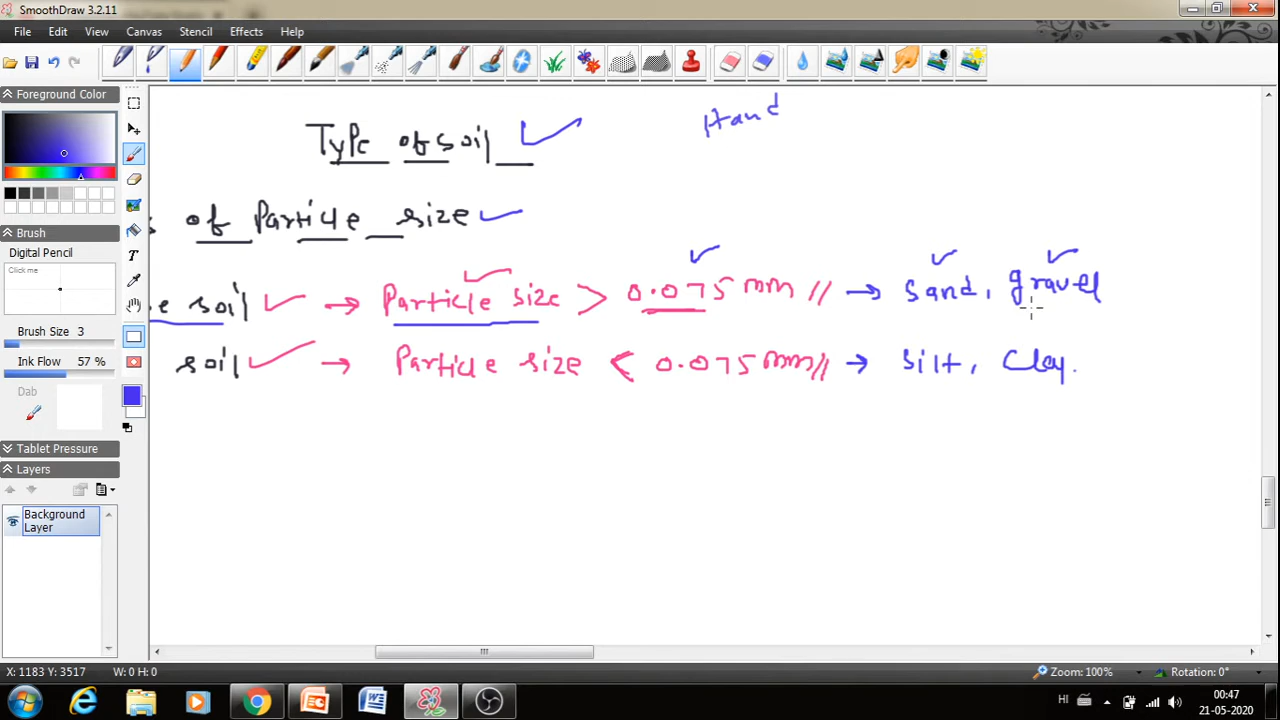 SmoothDraw 3.2.11
File Edit View Canvas Stencil Effects Help
Foreground Color
Brush
Digital Pencil
Click me
Brush Size 3
Ink Flow 57 %
Dab
Tablet Pressure
Layers
Background Layer
Hand
Type of soil
of Particle size
e soil → Particle size > 0.075 mm // → sand, gravel
soil → Particle size < 0.075 mm // → silt, Clay.
X: 1183 Y: 3517 W: 0 H: 0 Zoom: 100% Rotation: 0°
HI 00:47
21-05-2020